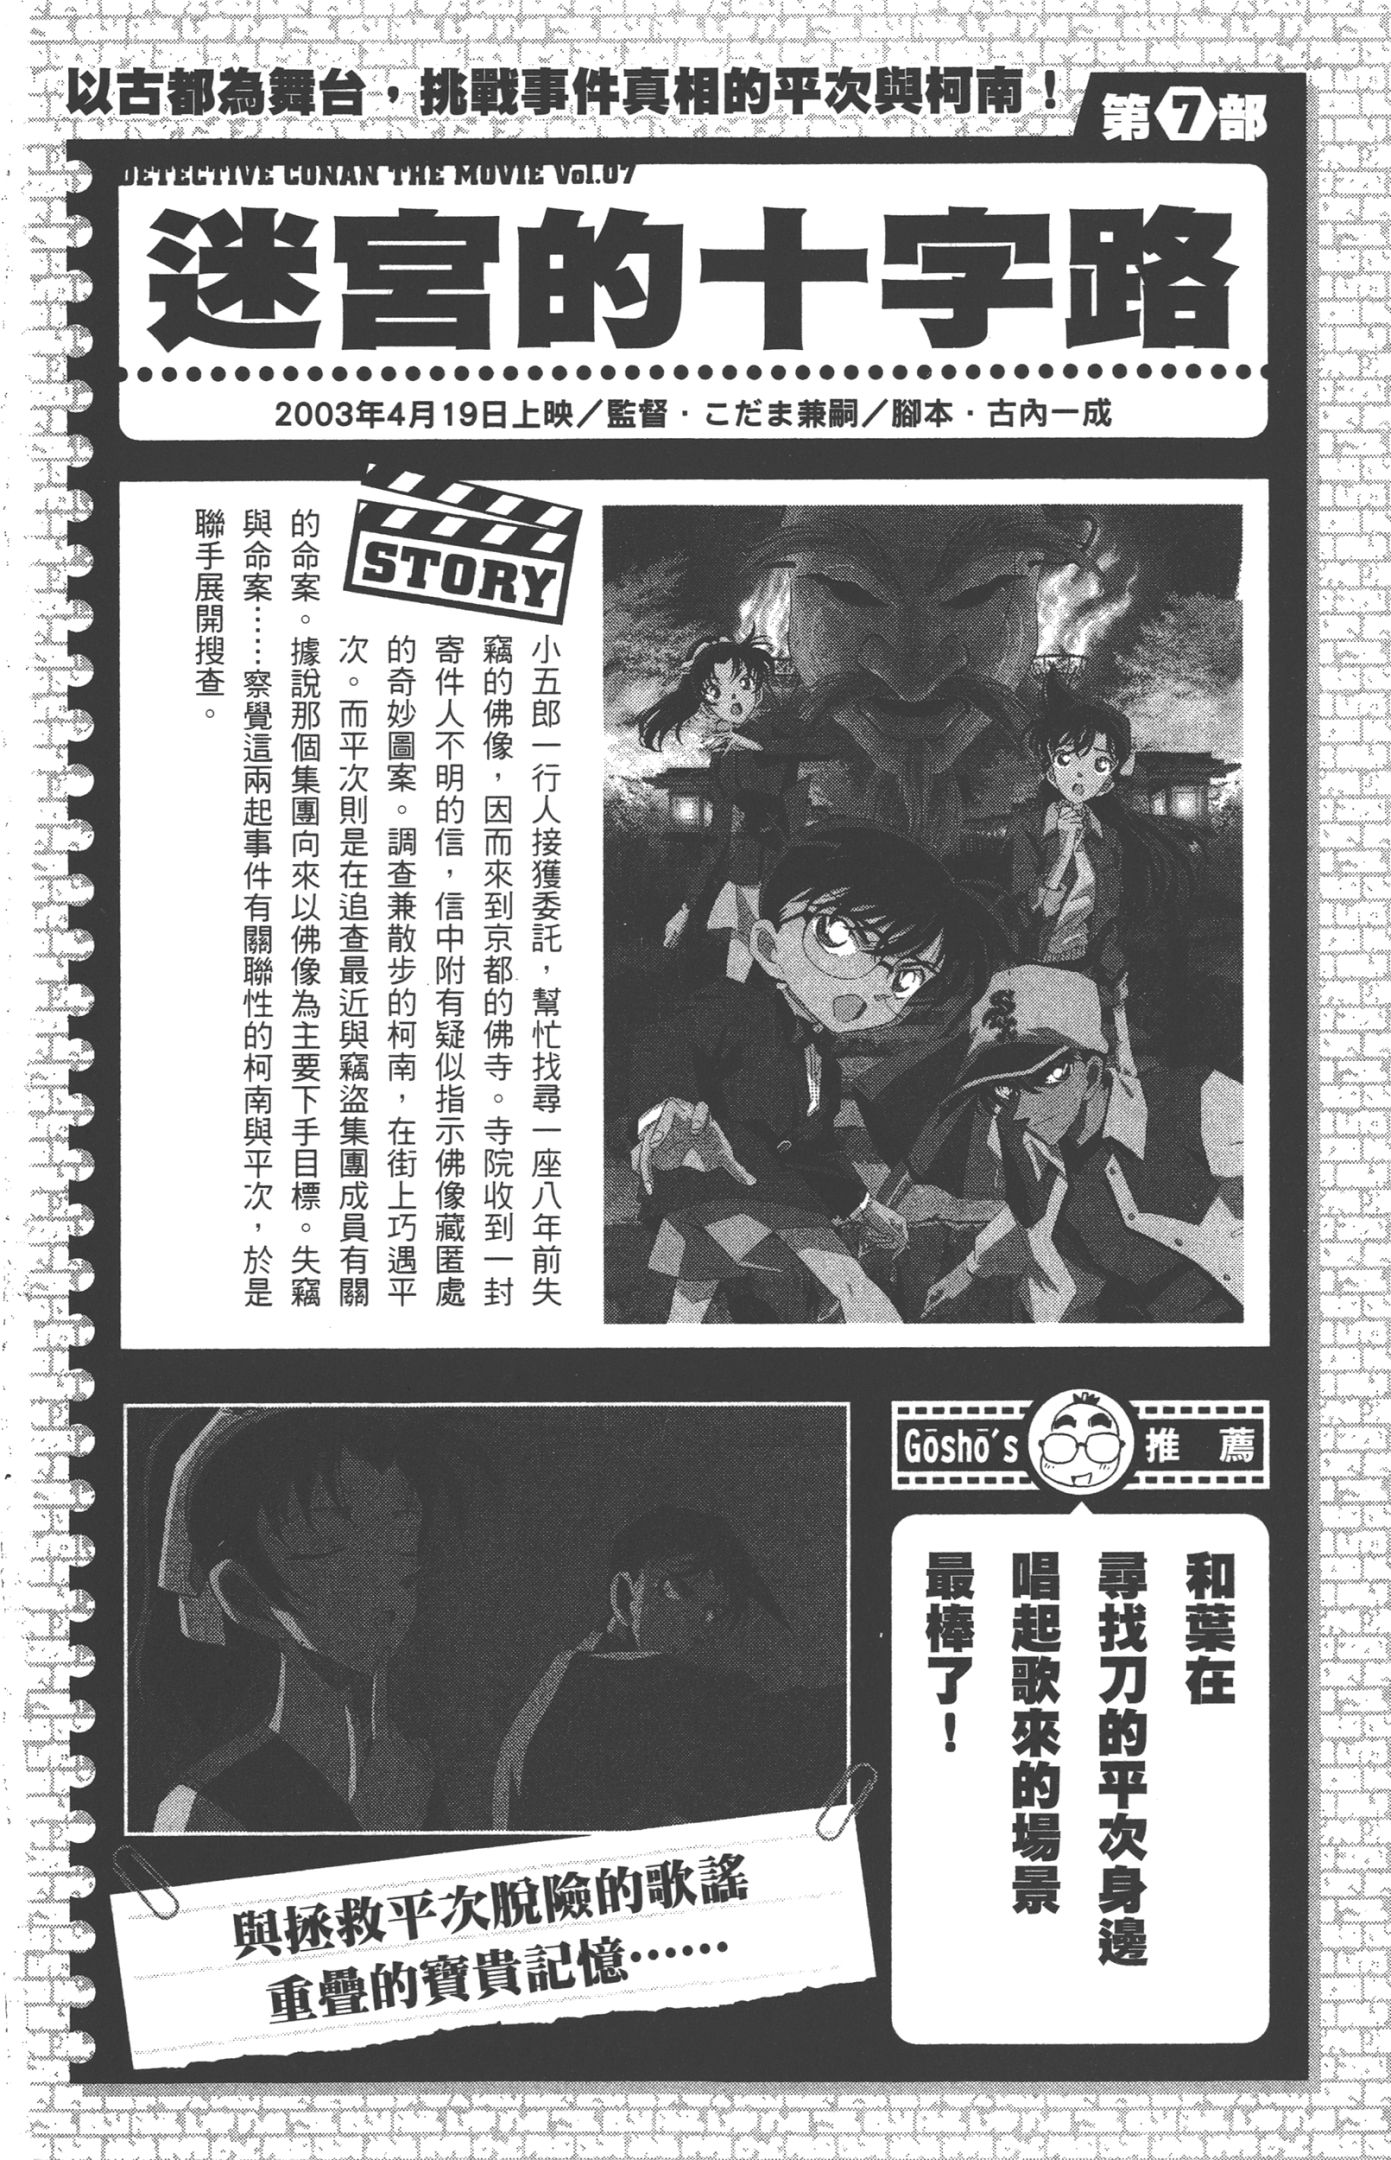 以古都為舞台，挑戰事件真相的平次與柯南！
第7部
DETECTIVE CONAN THE MOVIE Vol.07
迷宮的十字路
2003年4月19日上映／監督·こだま兼嗣／腳本·古內一成
STORY
小五郎一行人接獲委託，幫忙找尋一座八年前失
竊的佛像，因而來到京都的佛寺。寺院收到一封
寄件人不明的信，信中附有疑似指示佛像藏匿處
的奇妙圖案。調查兼散步的柯南，在街上巧遇平
次。而平次則是在追查最近與竊盜集團成員有關
的命案。據說那個集團向來以佛像為主要下手目標。失竊
與命案……察覺這兩起事件有關聯性的柯南與平次，於是
聯手展開搜查。
Gōshō's
推薦
和葉在
尋找刀的平次身邊
唱起歌來的場景
最棒了！
與拯救平次脫險的歌謠
重疊的寶貴記憶……